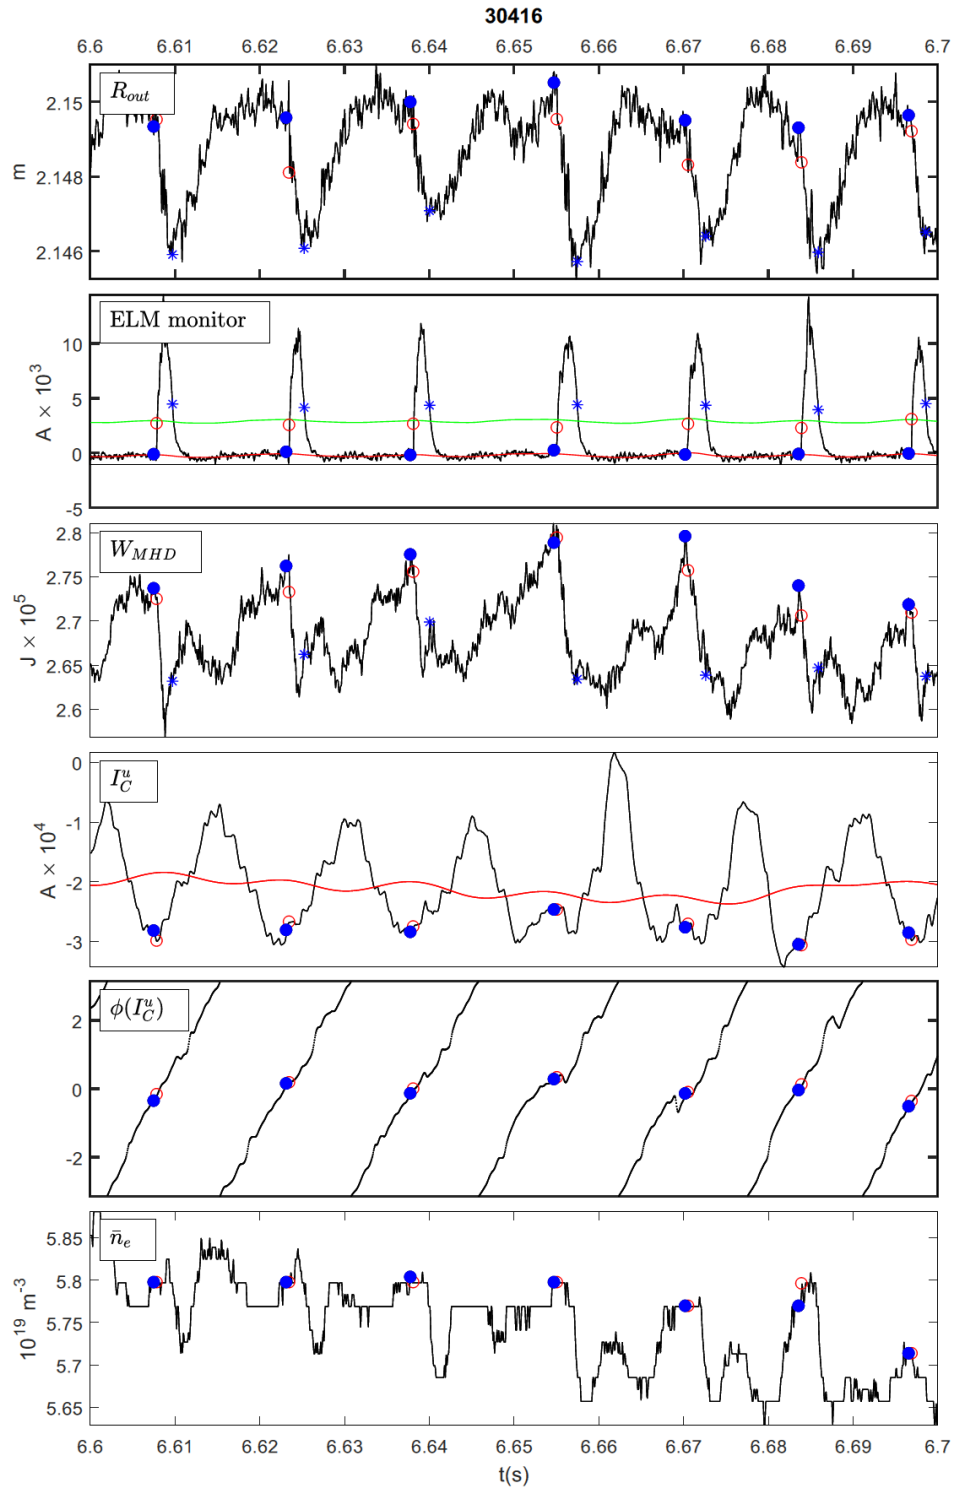 30416
6.6 6.61 6.62 6.63 6.64 6.65 6.66 6.67 6.68 6.69 6.7
R_out
2.15
2.148
2.146
m
ELM monitor
10
5
0
-5
A × 10^3
W_MHD
2.8
2.75
2.7
2.65
2.6
J × 10^5
I_C^u
0
-1
-2
-3
A × 10^4
ϕ(I_C^u)
2
0
-2
n̄_e
5.85
5.8
5.75
5.7
5.65
10^19 m^-3
6.6 6.61 6.62 6.63 6.64 6.65 6.66 6.67 6.68 6.69 6.7
t(s)